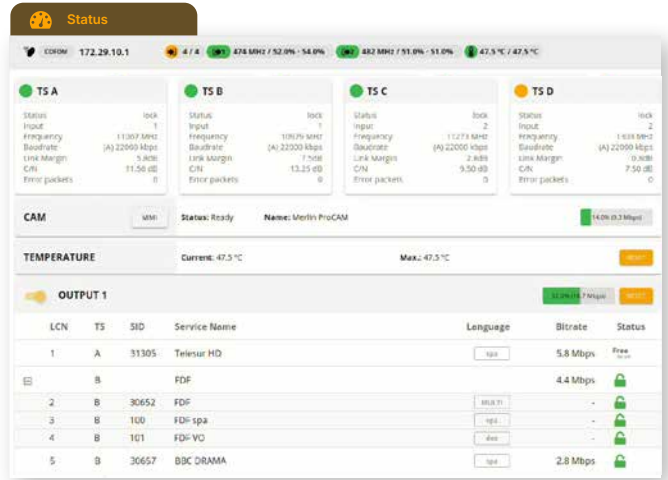 Status
COFDM 172.29.10.1 4 / 4 474 MHz / 52.0% - 54.0% 482 MHz / 51.0% - 51.0% 47.5 °C / 47.5 °C
TS A TS B TS C TS D
Status lock Status lock Status lock Status lock
Input 1 Input 1 Input 2 Input 2
Frequency 11307 MHz Frequency 10979 MHz Frequency 11273 MHz Frequency
Baudrate (A) 22000 kbps Baudrate (A) 22000 kbps Baudrate (A) 22000 kbps Baudrate (A) 22000 kbps
Link Margin 5.8dB Link Margin 7.5dB Link Margin 2.8dB Link Margin 0.8dB
C/N 11.50 dB C/N 13.25 dB C/N 9.50 dB C/N 7.50 dB
Error packets 0 Error packets 0 Error packets 0 Error packets 0
CAM MMI Status: Ready Name: Merlin ProCAM 14.0%
TEMPERATURE Current: 47.5 °C Max.: 47.5 °C RESET
OUTPUT 1 RESET
LCN TS SID Service Name Language Bitrate Status
1 A 31305 Telesur HD spa 5.8 Mbps Free
B FDF 4.4 Mbps
2 B 30652 FDF MULTI -
3 B 100 FDF spa spa -
4 B 101 FDF VO -
5 B 30657 BBC DRAMA spa 2.8 Mbps